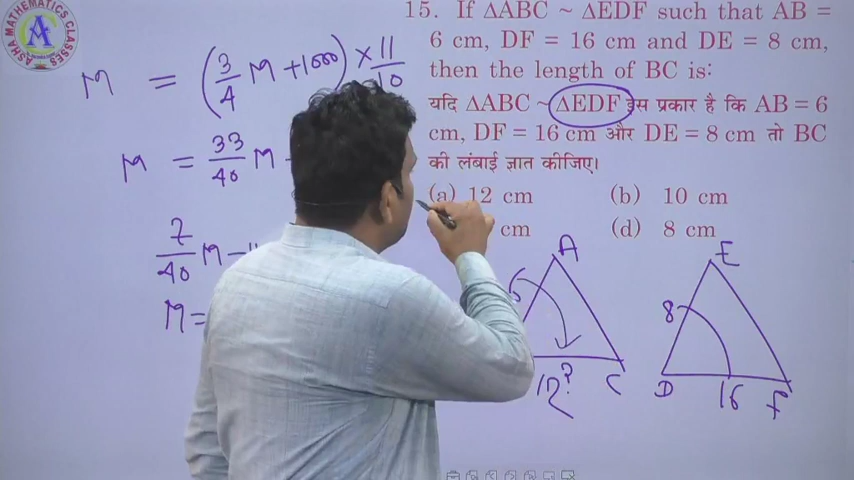 ASHA MATHEMATICS CLASSES
A
15. If ΔABC ~ ΔEDF such that AB =
6 cm, DF = 16 cm and DE = 8 cm,
then the length of BC is:
यदि ΔABC ~ ΔEDF इस प्रकार है कि AB = 6
cm, DF = 16 cm और DE = 8 cm तो BC
की लंबाई ज्ञात कीजिए।
(a) 12 cm (b) 10 cm
cm (d) 8 cm
M = (3/4 M + 1000) × 11/10
M = 33/40 M
7/40 M =
M =
A
6
12?
C
E
8
D
16
F